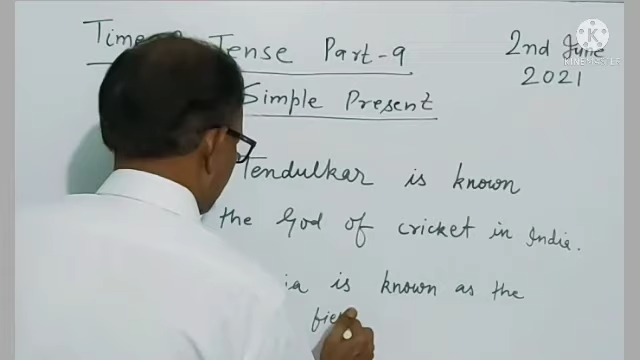 Time Tense Part-9
2nd June
2021
KINEMASTER
Simple Present
Tendulkar is known
the God of cricket in India.
is known as the